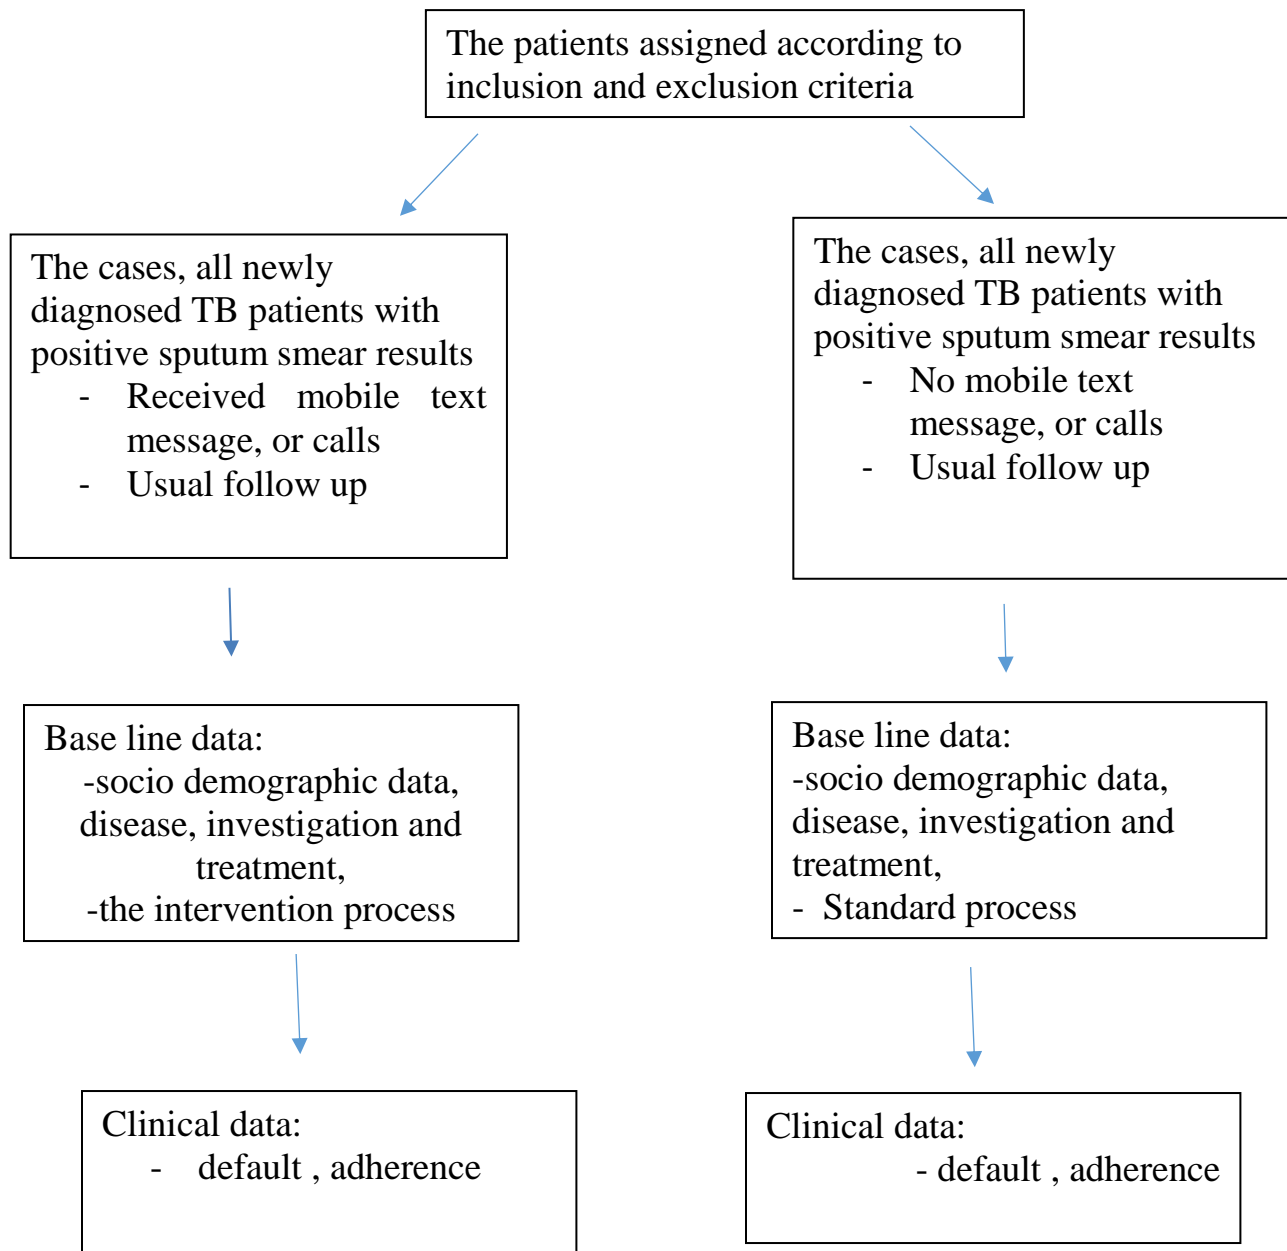 The patients assigned according to
inclusion and exclusion criteria
The cases, all newly
diagnosed TB patients with
positive sputum smear results
- Received mobile text
message, or calls
- Usual follow up
The cases, all newly
diagnosed TB patients with
positive sputum smear results
- No mobile text
message, or calls
- Usual follow up
Base line data:
-socio demographic data,
disease, investigation and
treatment,
-the intervention process
Base line data:
-socio demographic data,
disease, investigation and
treatment,
- Standard process
Clinical data:
- default , adherence
Clinical data:
- default , adherence